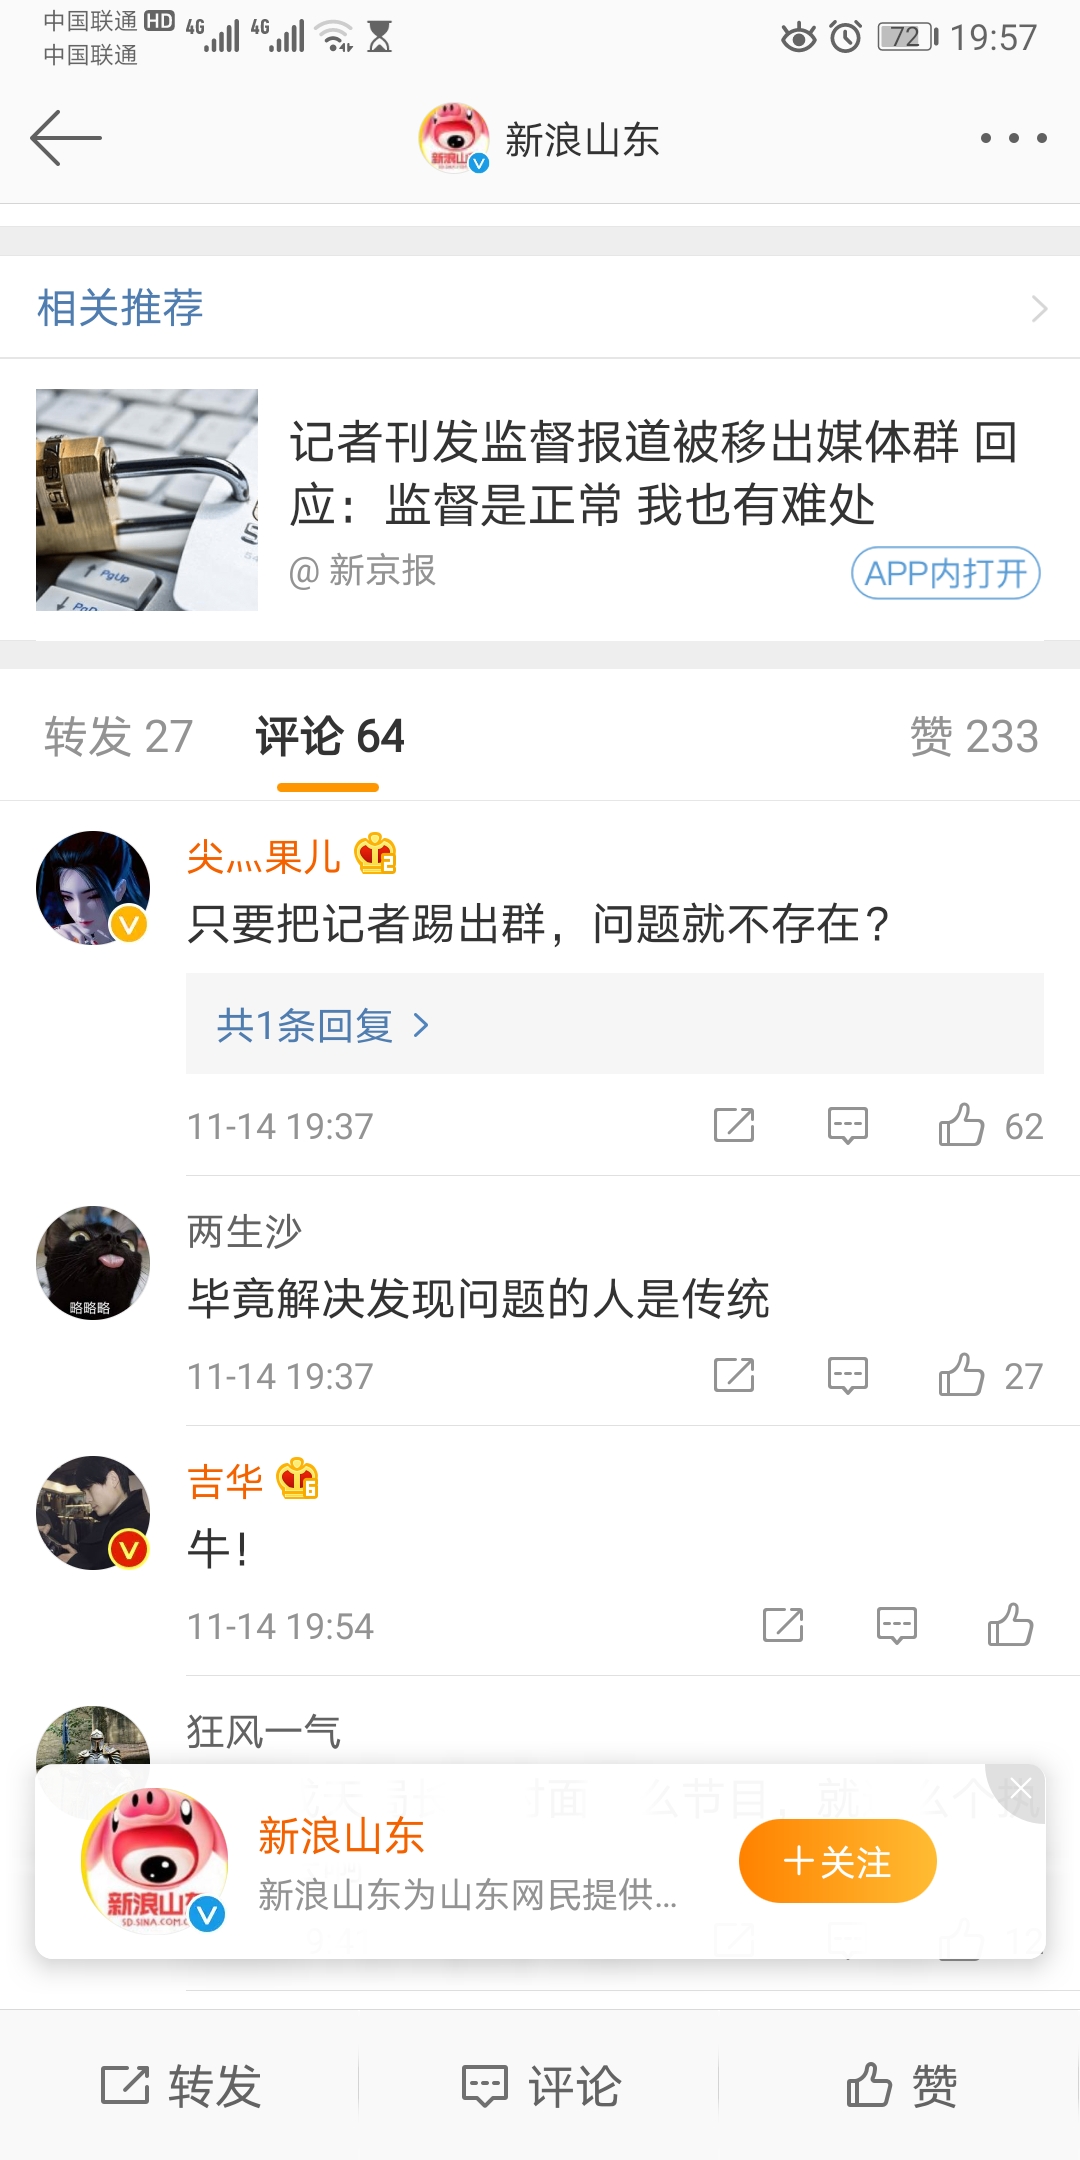 中国联通 HD 4G 4G 72 19:57
中国联通
新浪山东
相关推荐
记者刊发监督报道被移出媒体群 回
应：监督是正常 我也有难处
@ 新京报
APP内打开
转发 27 评论 64 赞 233
尖灬果儿
只要把记者踢出群，问题就不存在？
共1条回复 >
11-14 19:37 62
两生沙
毕竟解决发现问题的人是传统
略略略
11-14 19:37 27
吉华
牛！
11-14 19:54
狂风一气
新浪山东
新浪山东为山东网民提供...
+关注
SD.SINA.COM.C
转发 评论 赞